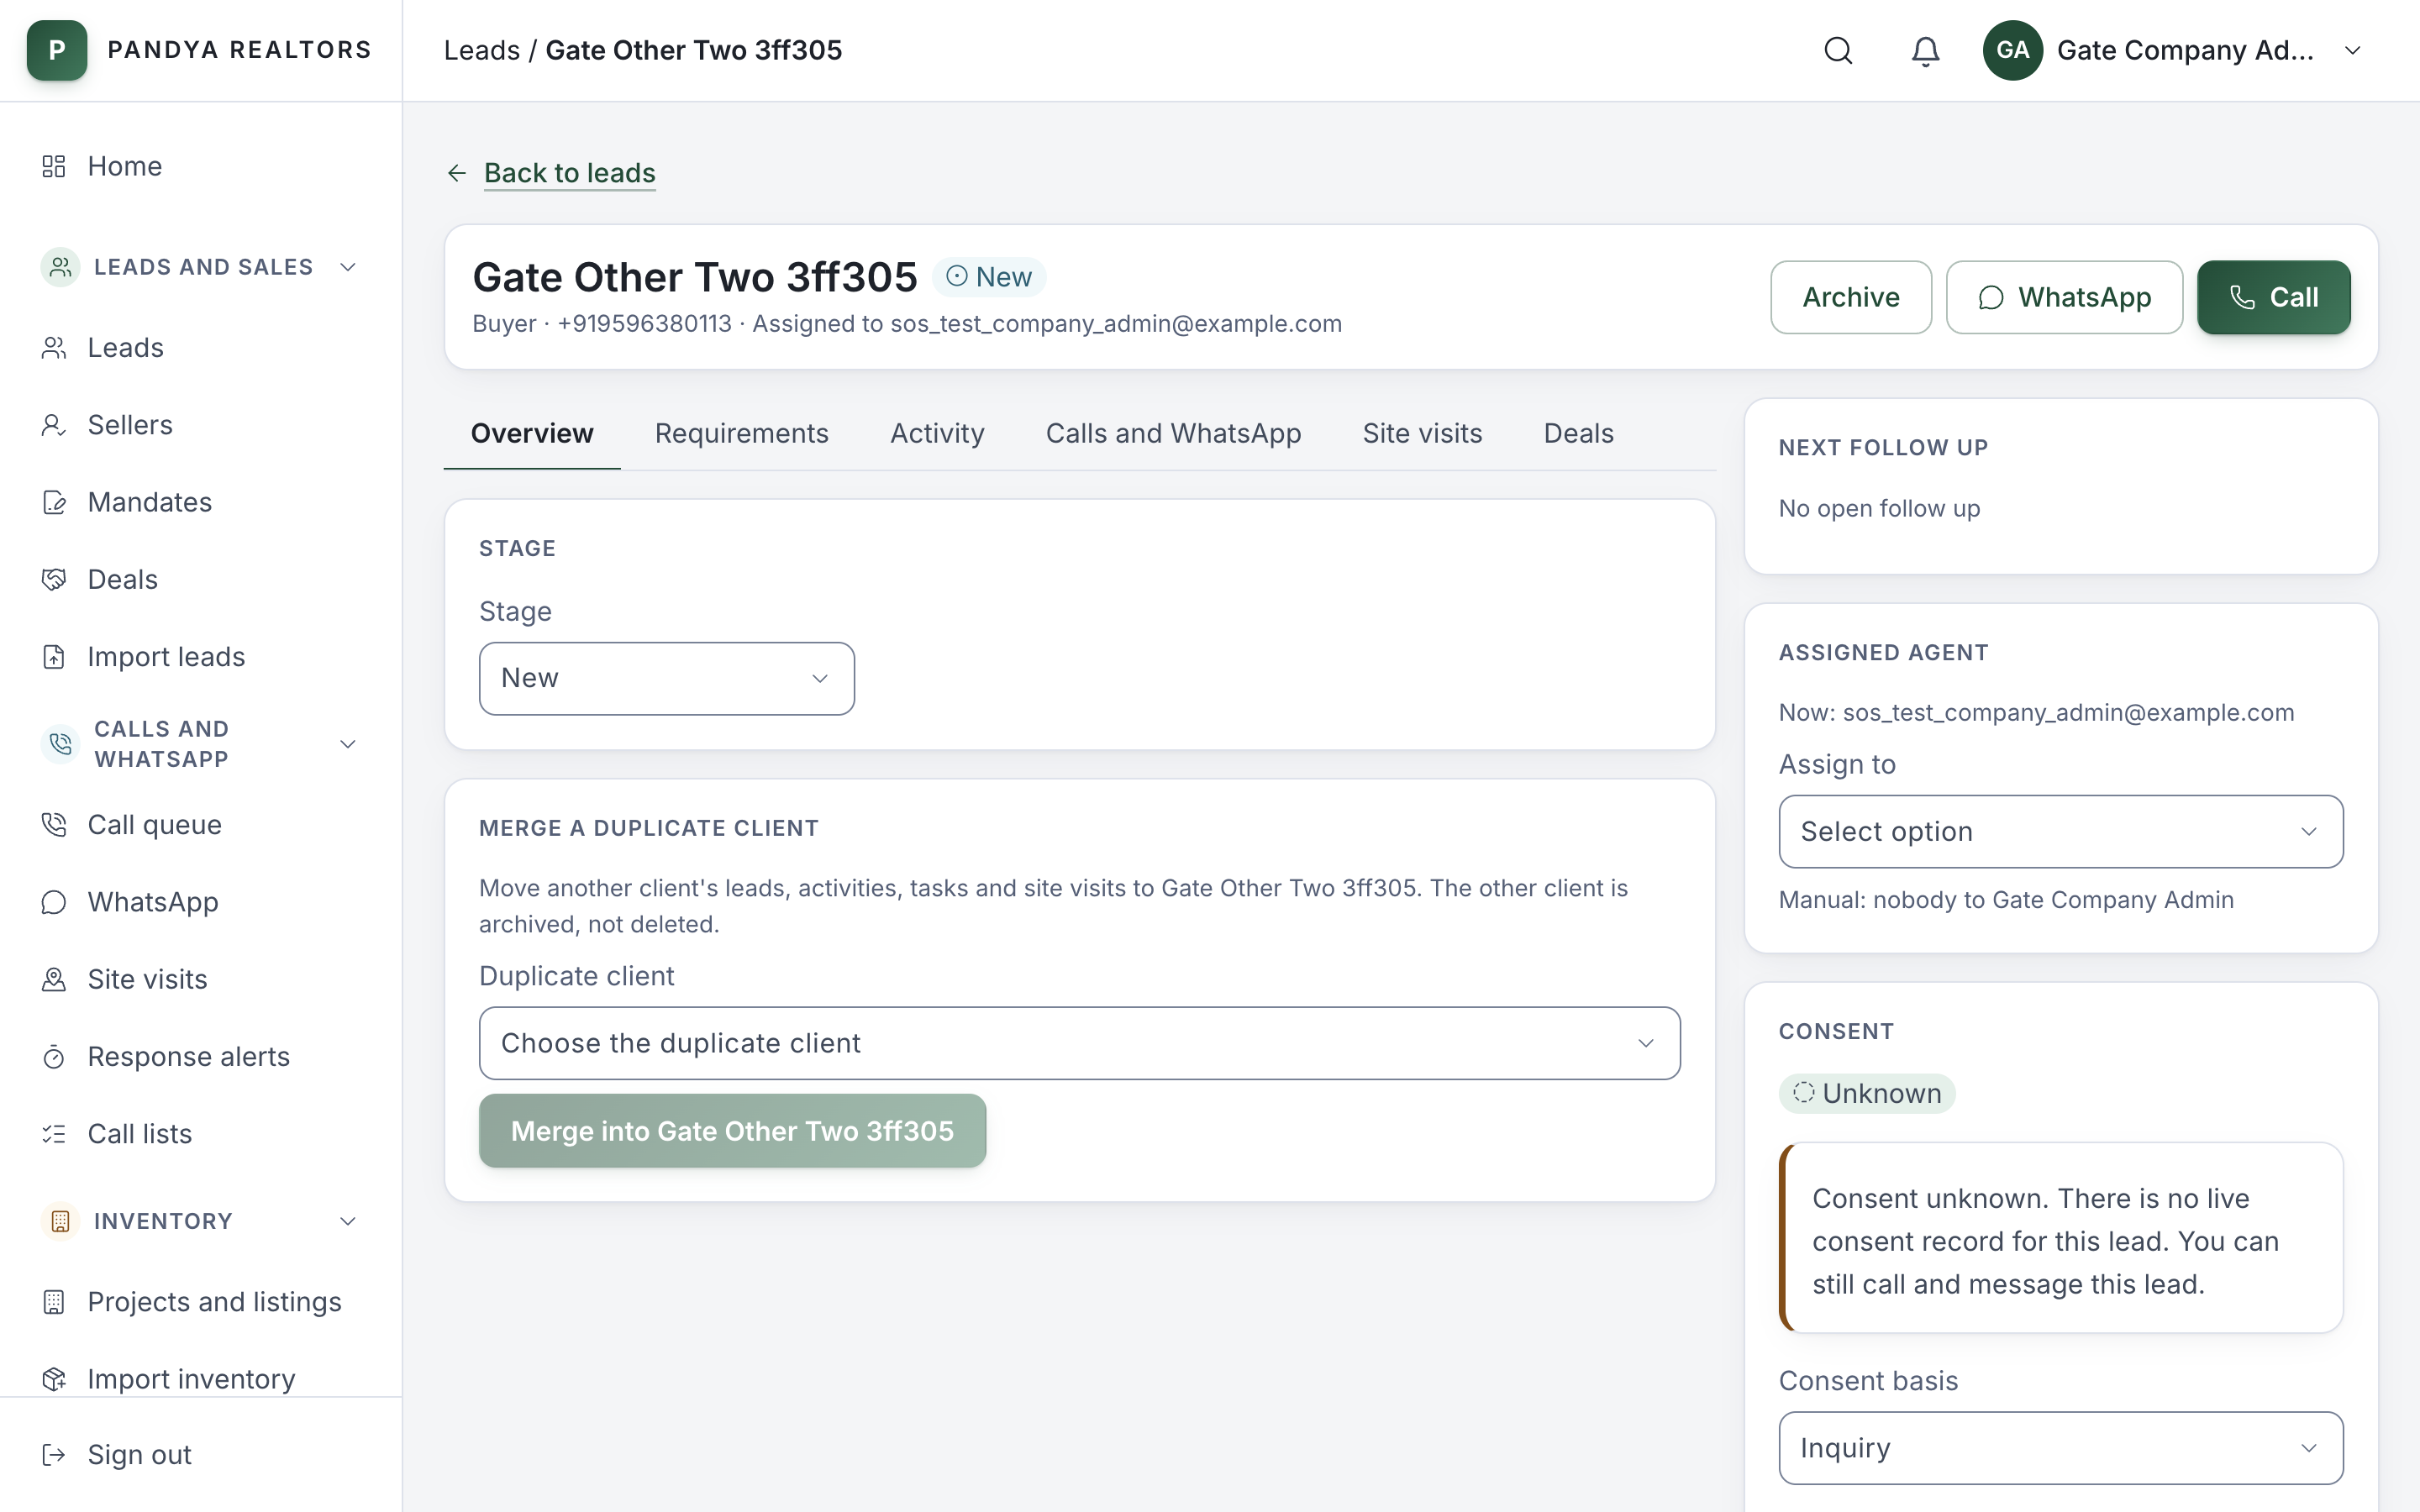 P PANDYA REALTORS
Leads / Gate Other Two 3ff305
GA Gate Company Ad...
Home
LEADS AND SALES
Leads
Sellers
Mandates
Deals
Import leads
CALLS AND
WHATSAPP
Call queue
WhatsApp
Site visits
Response alerts
Call lists
INVENTORY
Projects and listings
Import inventory
Sign out
Back to leads
Gate Other Two 3ff305 New
Buyer · +919596380113 · Assigned to sos_test_company_admin@example.com
Archive WhatsApp Call
Overview Requirements Activity Calls and WhatsApp Site visits Deals
STAGE
Stage
New
MERGE A DUPLICATE CLIENT
Move another client's leads, activities, tasks and site visits to Gate Other Two 3ff305. The other client is
archived, not deleted.
Duplicate client
Choose the duplicate client
Merge into Gate Other Two 3ff305
NEXT FOLLOW UP
No open follow up
ASSIGNED AGENT
Now: sos_test_company_admin@example.com
Assign to
Select option
Manual: nobody to Gate Company Admin
CONSENT
Unknown
Consent unknown. There is no live
consent record for this lead. You can
still call and message this lead.
Consent basis
Inquiry